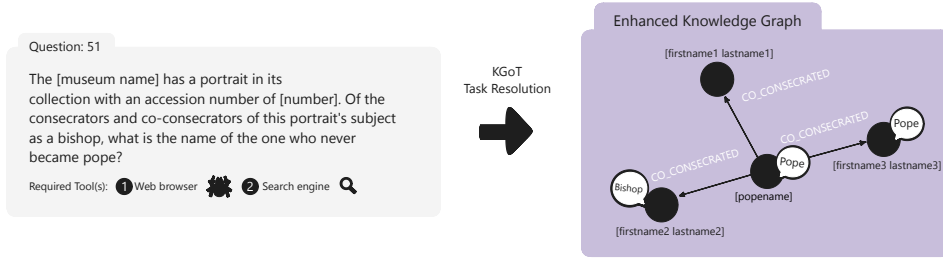 Question: 51
The [museum name] has a portrait in its
collection with an accession number of [number]. Of the
consecrators and co-consecrators of this portrait's subject
as a bishop, what is the name of the one who never
became pope?
Required Tool(s): 1 Web browser 2 Search engine
KGoT
Task Resolution
Enhanced Knowledge Graph
[firstname1 lastname1]
CO_CONSECRATED
CO_CONSECRATED
Pope
[firstname3 lastname3]
CO_CONSECRATED
Pope
Bishop
[popename]
[firstname2 lastname2]